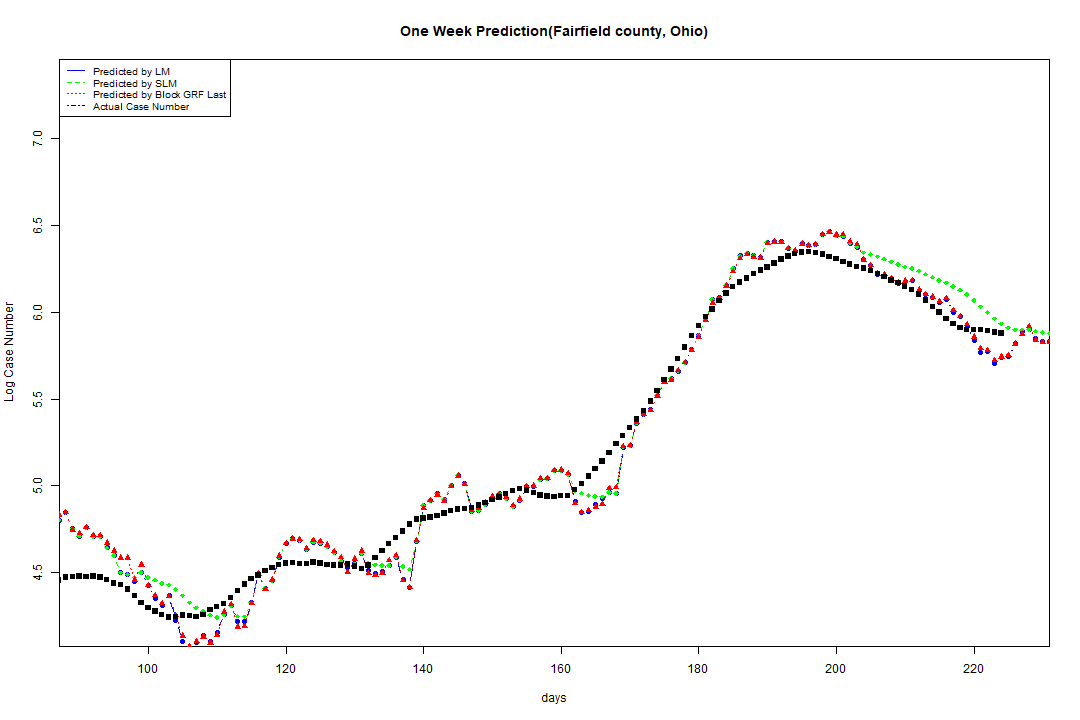 One Week Prediction(Fairfield county, Ohio)
Predicted by LM
Predicted by SLM
Predicted by Block GRF Last
Actual Case Number
7.0
6.5
6.0
5.5
5.0
4.5
Log Case Number
100 120 140 160 180 200 220
days